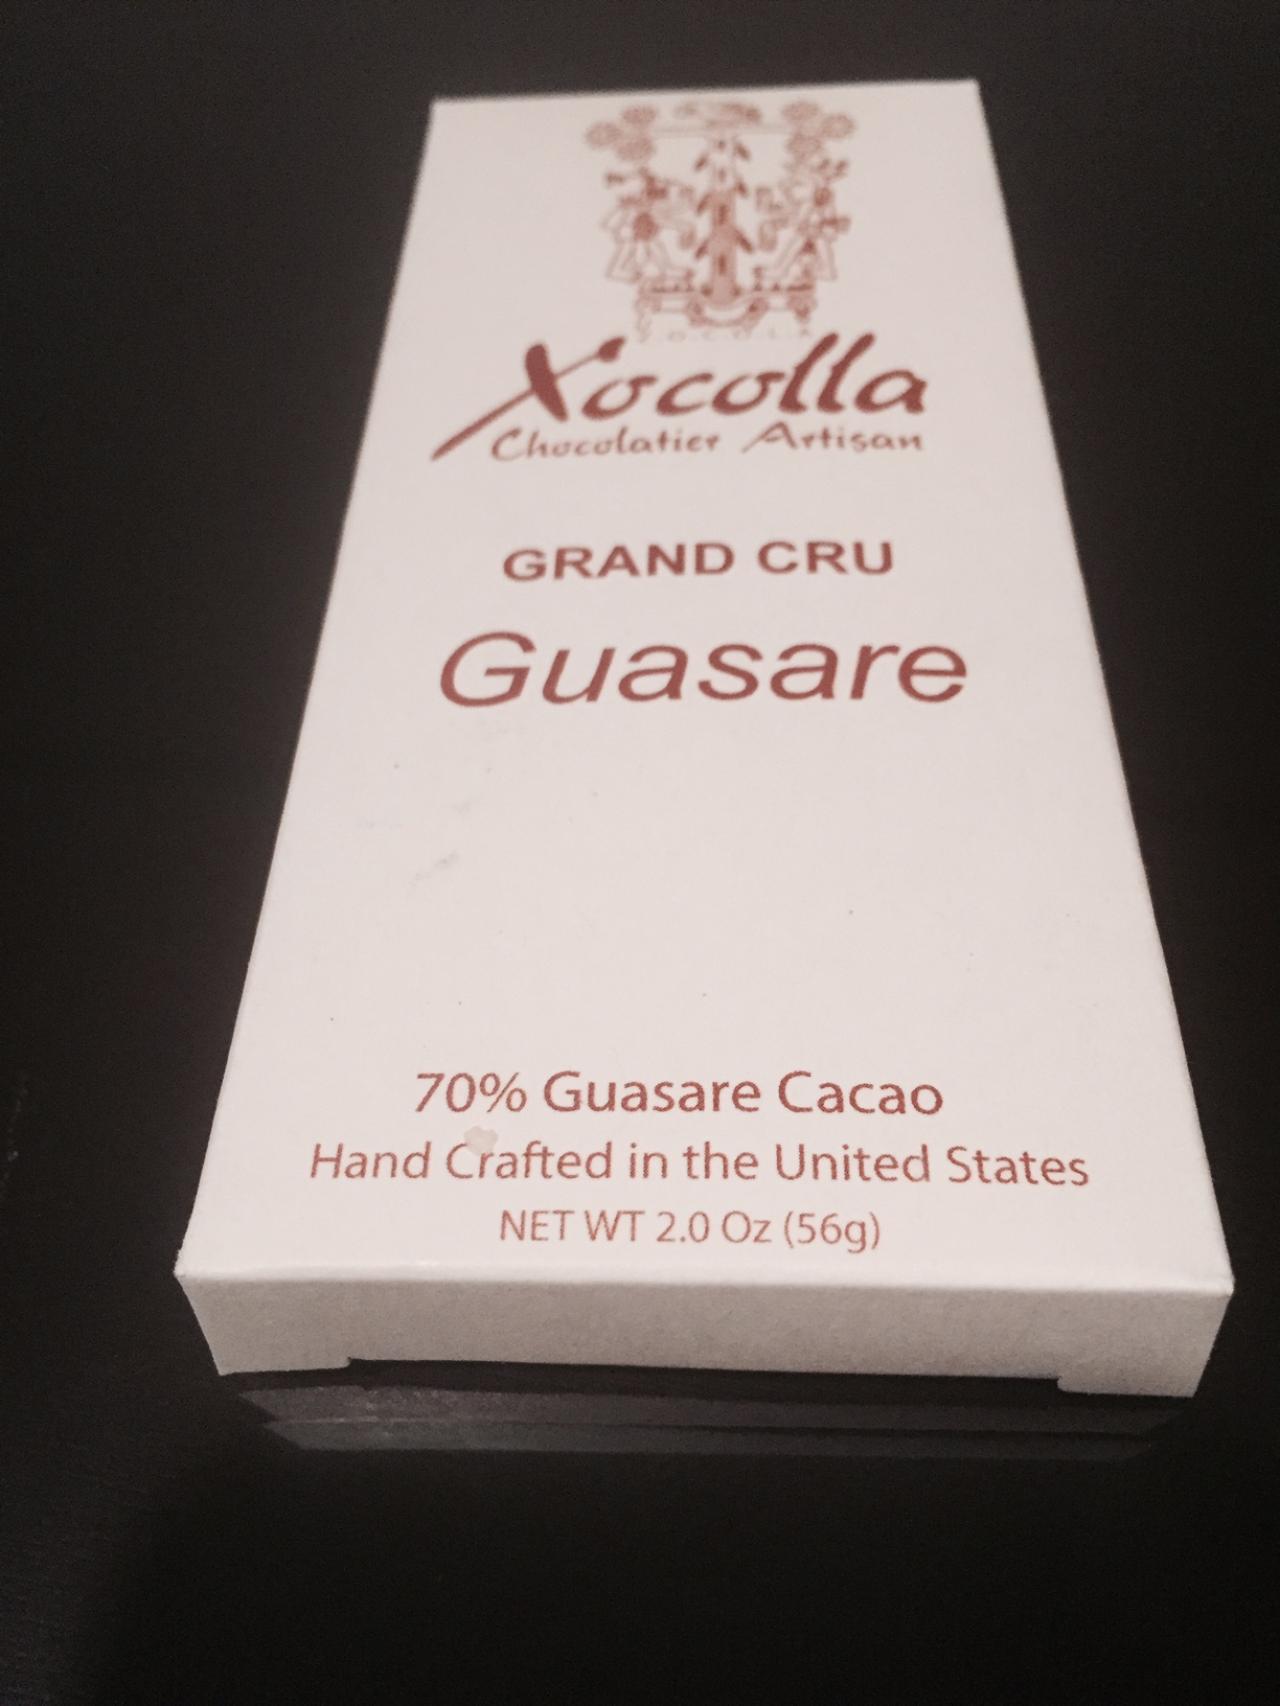 Xocolla
Chocolatier Artisan
GRAND CRU
Guasare
70% Guasare Cacao
Hand Crafted in the United States
NET WT 2.0 Oz (56g)